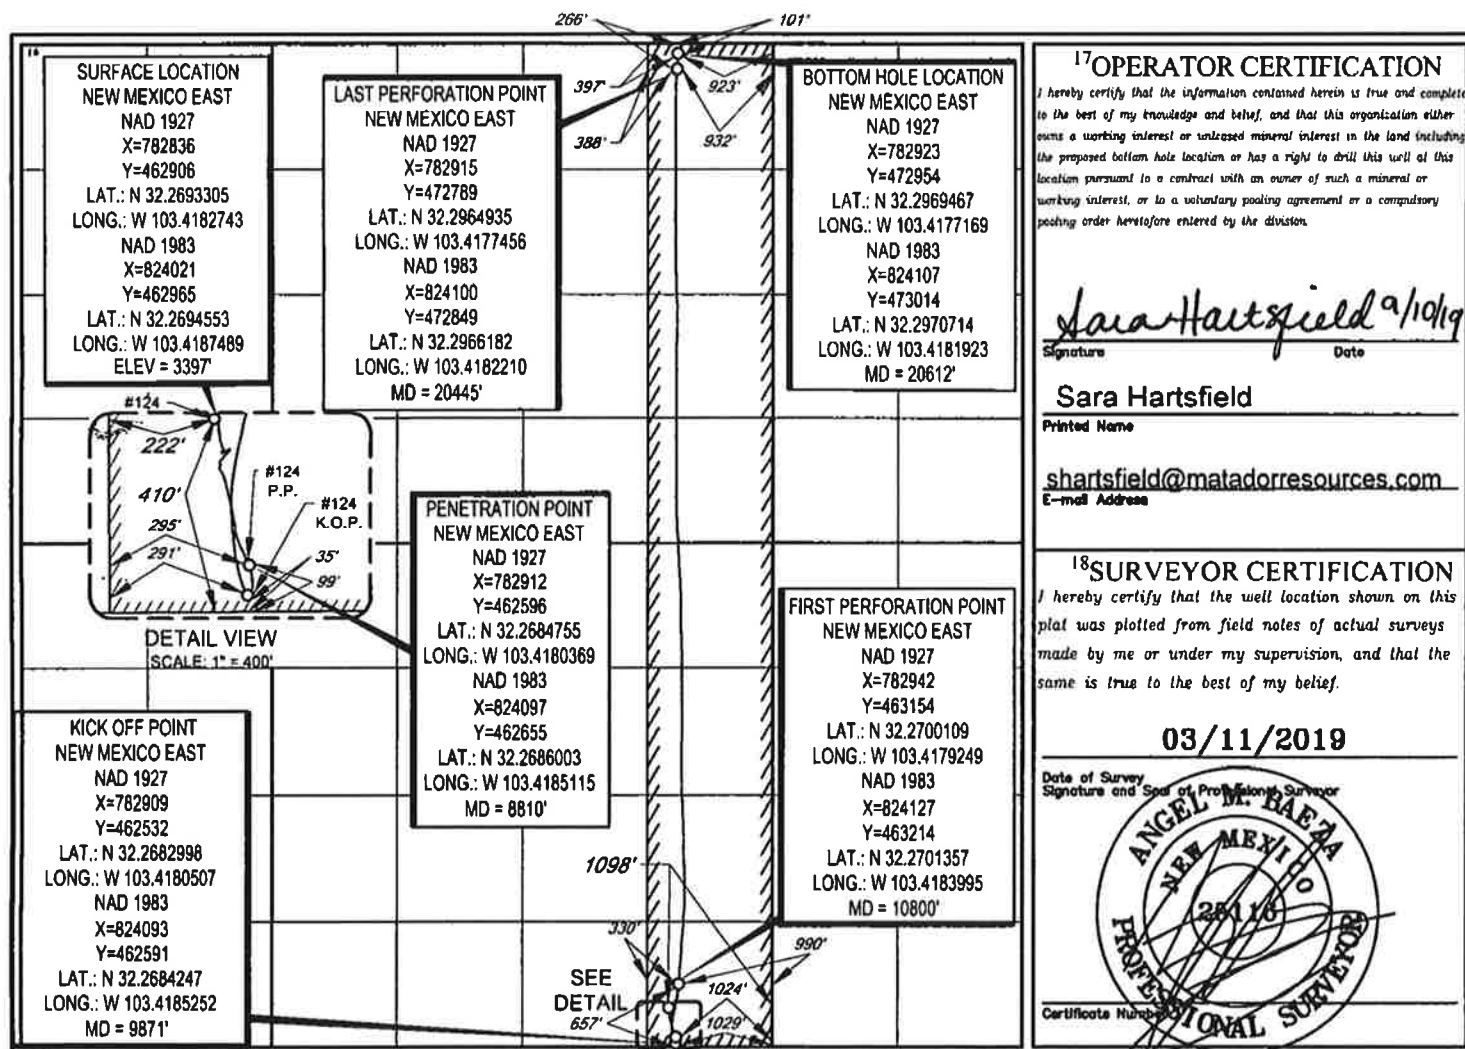 266'
101'
16
SURFACE LOCATION
NEW MEXICO EAST
NAD 1927
X=782836
Y=462906
LAT.: N 32.2693305
LONG.: W 103.4182743
NAD 1983
X=824021
Y=462965
LAT.: N 32.2694553
LONG.: W 103.4187489
ELEV = 3397'
LAST PERFORATION POINT
NEW MEXICO EAST
NAD 1927
X=782915
Y=472789
LAT.: N 32.2964935
LONG.: W 103.4177456
NAD 1983
X=824100
Y=472849
LAT.: N 32.2966182
LONG.: W 103.4182210
MD = 20445'
397'
388'
923'
932'
BOTTOM HOLE LOCATION
NEW MEXICO EAST
NAD 1927
X=782923
Y=472954
LAT.: N 32.2969467
LONG.: W 103.4177169
NAD 1983
X=824107
Y=473014
LAT.: N 32.2970714
LONG.: W 103.4181923
MD = 20612'
#124
222'
410'
#124
P.P.
#124
K.O.P.
295'
291'
35'
99'
DETAIL VIEW
SCALE: 1" = 400'
PENETRATION POINT
NEW MEXICO EAST
NAD 1927
X=782912
Y=462596
LAT.: N 32.2684755
LONG.: W 103.4180369
NAD 1983
X=824097
Y=462655
LAT.: N 32.2686003
LONG.: W 103.4185115
MD = 8810'
FIRST PERFORATION POINT
NEW MEXICO EAST
NAD 1927
X=782942
Y=463154
LAT.: N 32.2700109
LONG.: W 103.4179249
NAD 1983
X=824127
Y=463214
LAT.: N 32.2701357
LONG.: W 103.4183995
MD = 10800'
KICK OFF POINT
NEW MEXICO EAST
NAD 1927
X=782909
Y=462532
LAT.: N 32.2682998
LONG.: W 103.4180507
NAD 1983
X=824093
Y=462591
LAT.: N 32.2684247
LONG.: W 103.4185252
MD = 9871'
1098'
330'
990'
SEE
DETAIL
657'
1024'
1029'
17OPERATOR CERTIFICATION
I hereby certify that the information contained herein is true and complete
to the best of my knowledge and belief, and that this organization either
owns a working interest or unleased mineral interest in the land including
the proposed bottom hole location or has a right to drill this well at this
location pursuant to a contract with an owner of such a mineral or
working interest, or to a voluntary pooling agreement or a compulsory
pooling order heretofore entered by the division.
Sara Hartsfield 9/10/19
Signature Date
Sara Hartsfield
Printed Name
shartsfield@matadorresources.com
E-mail Address
18SURVEYOR CERTIFICATION
I hereby certify that the well location shown on this
plat was plotted from field notes of actual surveys
made by me or under my supervision, and that the
same is true to the best of my belief.
03/11/2019
Date of Survey
Signature and Seal of Professional Surveyor
ANGEL M. BAEZA
NEW MEXICO
25116
PROFESSIONAL SURVEYOR
Certificate Number